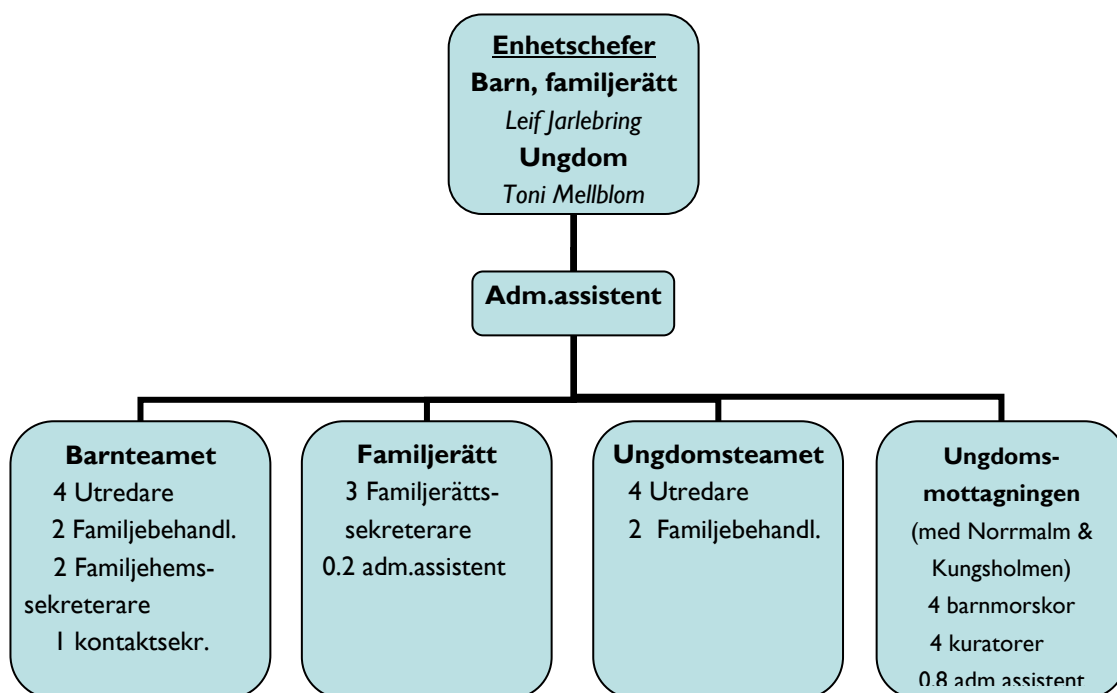 Enhetschefer
Barn, familjerätt
Leif Jarlebring
Ungdom
Toni Mellblom
Adm.assistent
Barnteamet
4 Utredare
2 Familjebehandl.
2 Familjehems-
sekreterare
1 kontaktsekr.
Familjerätt
3 Familjerätts-
sekreterare
0.2 adm.assistent
Ungdomsteamet
4 Utredare
2 Familjebehandl.
Ungdoms-
mottagningen
(med Norrmalm &
Kungsholmen)
4 barnmorskor
4 kuratorer
0.8 adm assistent